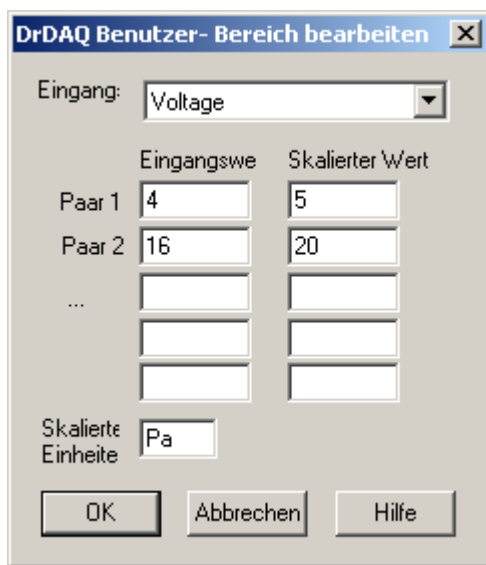 DrDAQ Benutzer- Bereich bearbeiten
Eingang: Voltage
Eingangswe Skalierter Wert
Paar 1 4 5
Paar 2 16 20
...
Skalierte
Einheite Pa
OK Abbrechen Hilfe